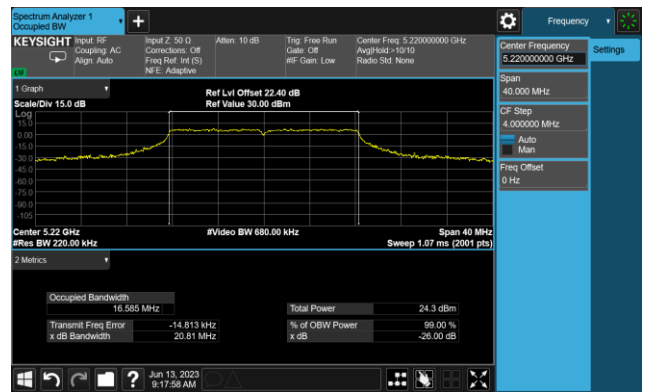 Spectrum Analyzer 1
Occupied BW
Frequency
KEYSIGHT
Input: RF
Coupling: AC
Align: Auto
Input Z: 50 Ω
Corrections: Off
Freq Ref: Int (S)
NFE: Adaptive
Atten: 10 dB
Trig: Free Run
Gate: Off
#IF Gain: Low
Center Freq: 5.220000000 GHz
Avg|Hold:>10/10
Radio Std: None
Center Frequency
5.220000000 GHz
Settings
Span
40.000 MHz
CF Step
4.000000 MHz
Auto
Man
Freq Offset
0 Hz
1 Graph
Scale/Div 15.0 dB
Ref Lvl Offset 22.40 dB
Ref Value 30.00 dBm
Log
15.0
0.00
-15.0
-30.0
-45.0
-60.0
-75.0
-90.0
-105
Center 5.22 GHz
#Res BW 220.00 kHz
#Video BW 680.00 kHz
Span 40 MHz
Sweep 1.07 ms (2001 pts)
2 Metrics
Occupied Bandwidth
16.585 MHz
Total Power 24.3 dBm
Transmit Freq Error -14.813 kHz
% of OBW Power 99.00 %
x dB Bandwidth 20.81 MHz
x dB -26.00 dB
?
Jun 13, 2023
9:17:58 AM